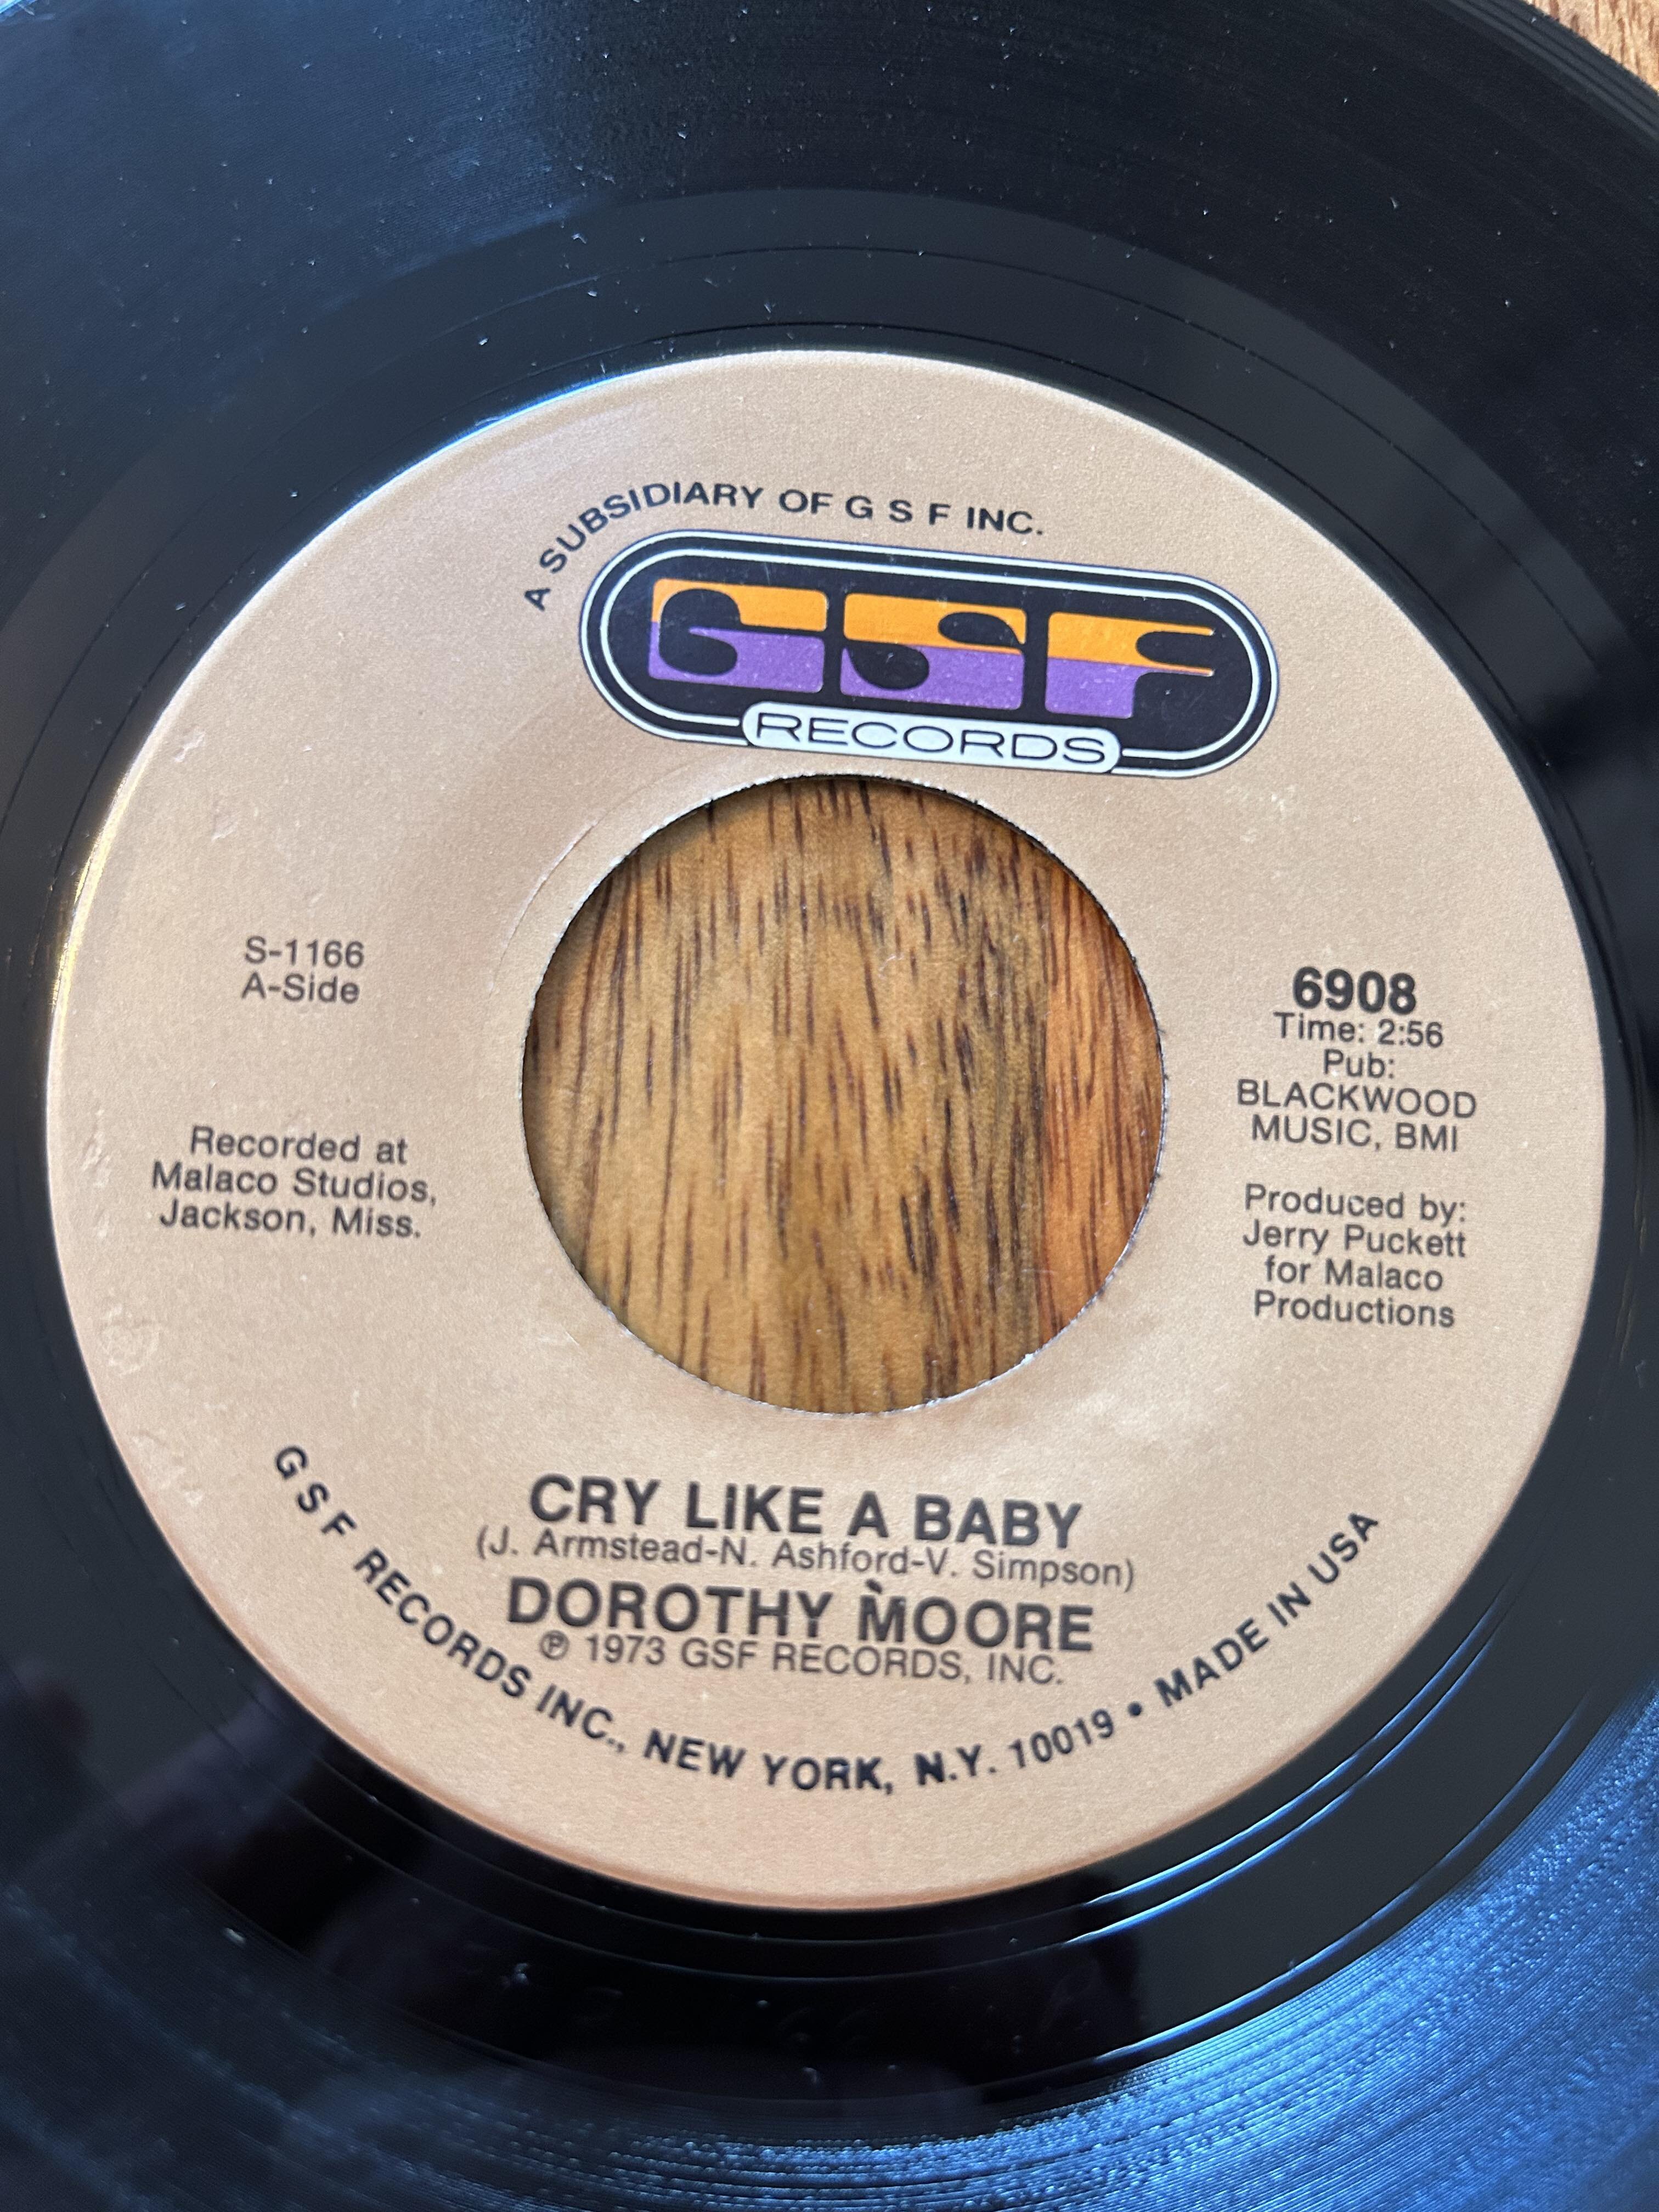 A SUBSIDIARY OF G S F INC.
GSF
RECORDS
S-1166
A-Side
Recorded at
Malaco Studios,
Jackson, Miss.
6908
Time: 2:56
Pub:
BLACKWOOD
MUSIC, BMI
Produced by:
Jerry Puckett
for Malaco
Productions
CRY LIKE A BABY
(J. Armstead-N. Ashford-V. Simpson)
DOROTHY MOORE
℗ 1973 GSF RECORDS, INC.
G S F RECORDS INC., NEW YORK, N.Y. 10019 • MADE IN USA